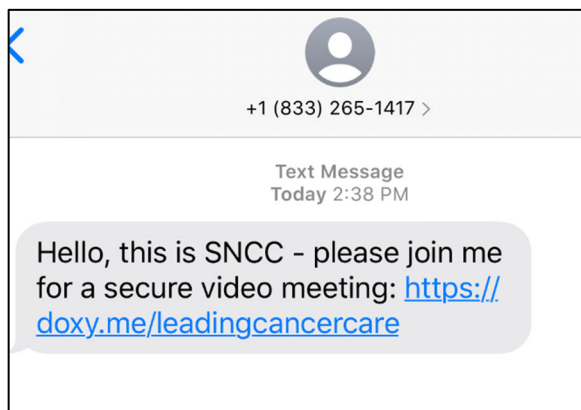 +1 (833) 265-1417 >
Text Message
Today 2:38 PM
Hello, this is SNCC - please join me
for a secure video meeting: https://
doxy.me/leadingcancercare